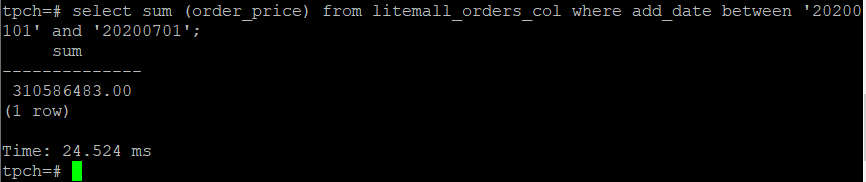 tpch=# select sum (order_price) from litemall_orders_col where add_date between '20200
101' and '20200701';
     sum
--------------
 310586483.00
(1 row)

Time: 24.524 ms
tpch=#